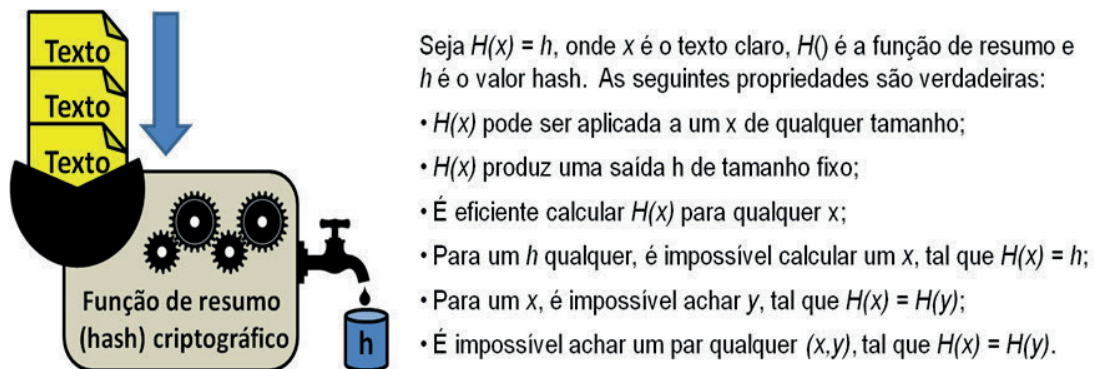 Texto
Texto
Texto
Função de resumo
(hash) criptográfico
h
Seja H(x) = h, onde x é o texto claro, H() é a função de resumo e
h é o valor hash. As seguintes propriedades são verdadeiras:
• H(x) pode ser aplicada a um x de qualquer tamanho;
• H(x) produz uma saída h de tamanho fixo;
• É eficiente calcular H(x) para qualquer x;
• Para um h qualquer, é impossível calcular um x, tal que H(x) = h;
• Para um x, é impossível achar y, tal que H(x) = H(y);
• É impossível achar um par qualquer (x,y), tal que H(x) = H(y).